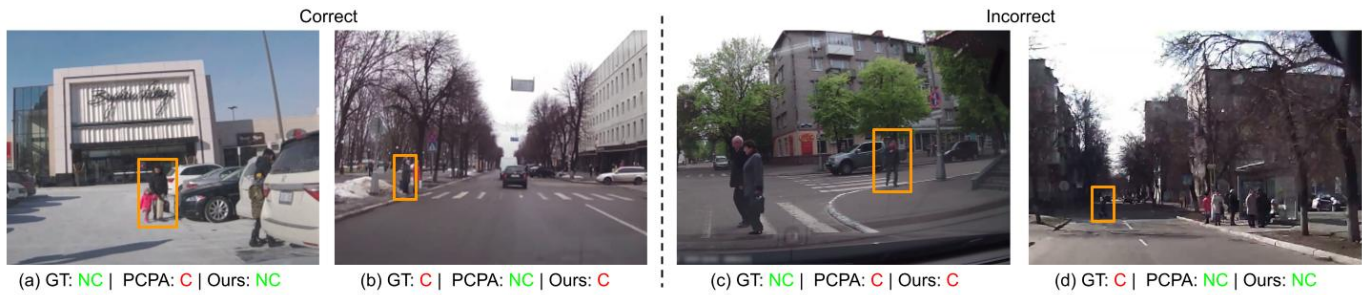 Correct
Incorrect
(a) GT: NC | PCPA: C | Ours: NC
(b) GT: C | PCPA: NC | Ours: C
(c) GT: NC | PCPA: C | Ours: C
(d) GT: C | PCPA: NC | Ours: NC